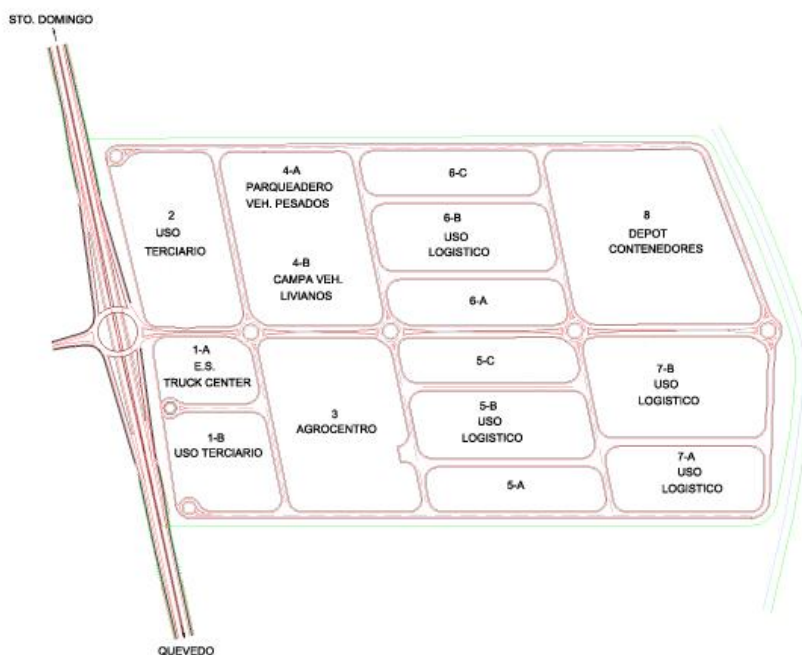 STO. DOMINGO
2
USO
TERCIARIO
4-A
PARQUEADERO
VEH. PESADOS
4-B
CAMPA VEH.
LIVIANOS
6-C
6-B
USO
LOGISTICO
6-A
8
DEPOT
CONTENEDORES
1-A
E.S.
TRUCK CENTER
1-B
USO TERCIARIO
3
AGROCENTRO
5-C
5-B
USO
LOGISTICO
5-A
7-B
USO
LOGISTICO
7-A
USO
LOGISTICO
QUEVEDO